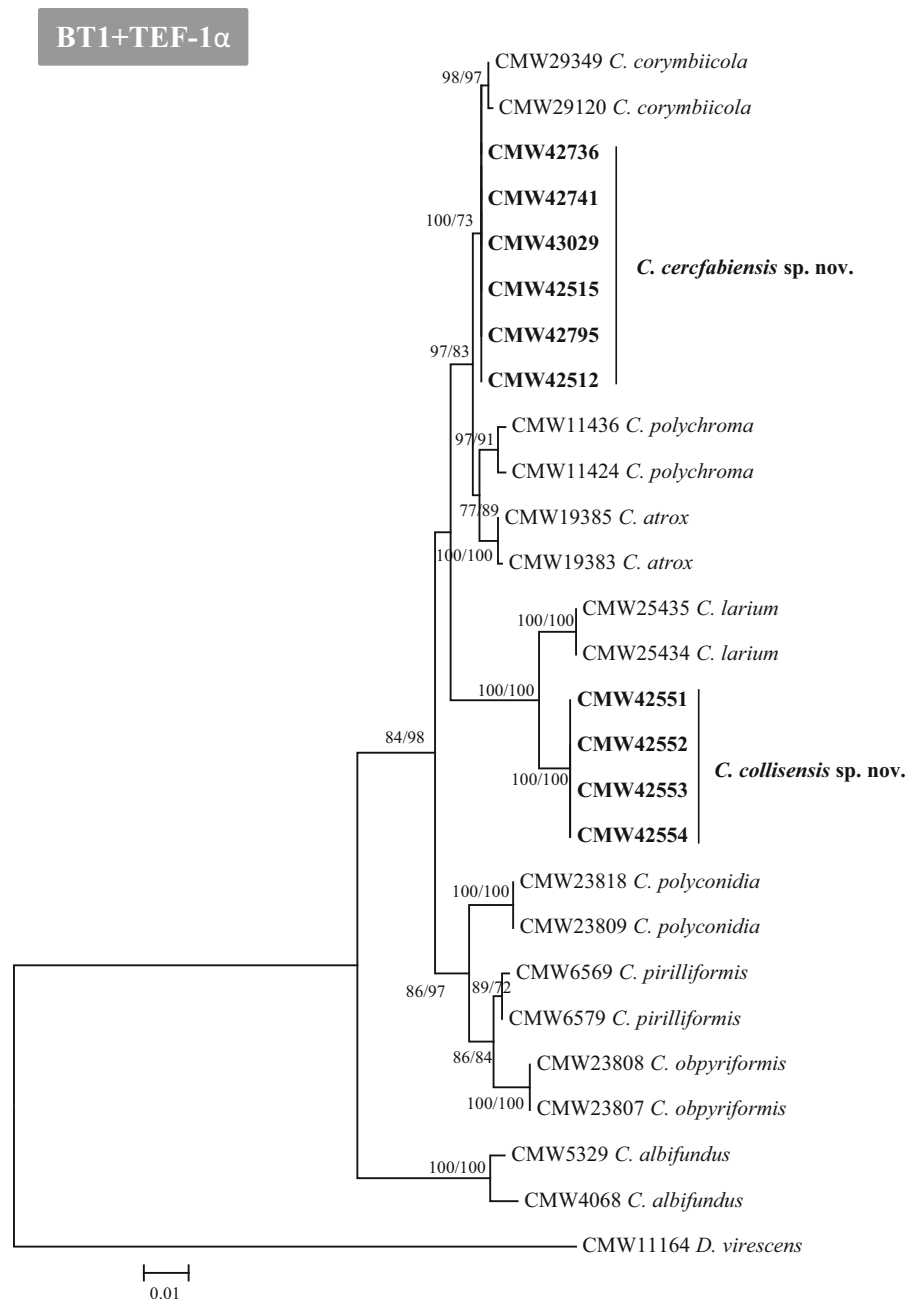 BT1+TEF-1α
CMW29349 C. corymbiicola
98/97
CMW29120 C. corymbiicola
CMW42736
CMW42741
100/73
CMW43029
C. cercfabiensis sp. nov.
CMW42515
CMW42795
97/83
CMW42512
CMW11436 C. polychroma
97/91
CMW11424 C. polychroma
77/89
CMW19385 C. atrox
100/100
CMW19383 C. atrox
CMW25435 C. larium
100/100
CMW25434 C. larium
100/100
CMW42551
CMW42552
84/98
C. collisensis sp. nov.
100/100
CMW42553
CMW42554
CMW23818 C. polyconidia
100/100
CMW23809 C. polyconidia
CMW6569 C. pirilliformis
86/97
89/72
CMW6579 C. pirilliformis
86/84
CMW23808 C. obpyriformis
100/100
CMW23807 C. obpyriformis
CMW5329 C. albifundus
100/100
CMW4068 C. albifundus
CMW11164 D. virescens
0.01